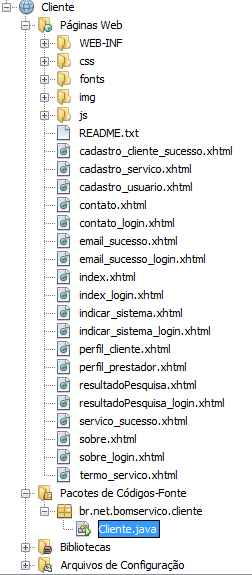 Cliente
Páginas Web
WEB-INF
css
fonts
img
js
README.txt
cadastro_cliente_sucesso.xhtml
cadastro_servico.xhtml
cadastro_usuario.xhtml
contato.xhtml
contato_login.xhtml
email_sucesso.xhtml
email_sucesso_login.xhtml
index.xhtml
index_login.xhtml
indicar_sistema.xhtml
indicar_sistema_login.xhtml
perfil_cliente.xhtml
perfil_prestador.xhtml
resultadoPesquisa.xhtml
resultadoPesquisa_login.xhtml
servico_sucesso.xhtml
sobre.xhtml
sobre_login.xhtml
termo_servico.xhtml
Pacotes de Códigos-Fonte
br.net.bomservico.cliente
Cliente.java
Bibliotecas
Arquivos de Configuração